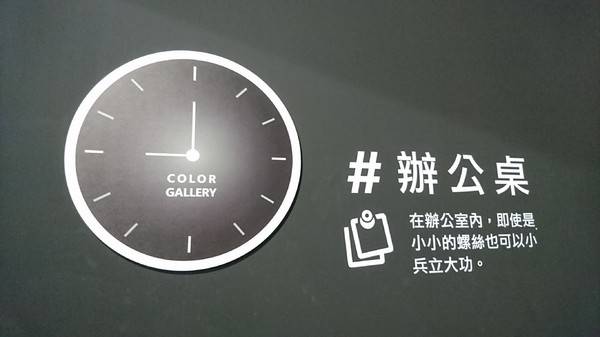 COLOR
GALLERY
# 辦公桌
在辦公室內，即使是
小小的螺絲也可以小
兵立大功。